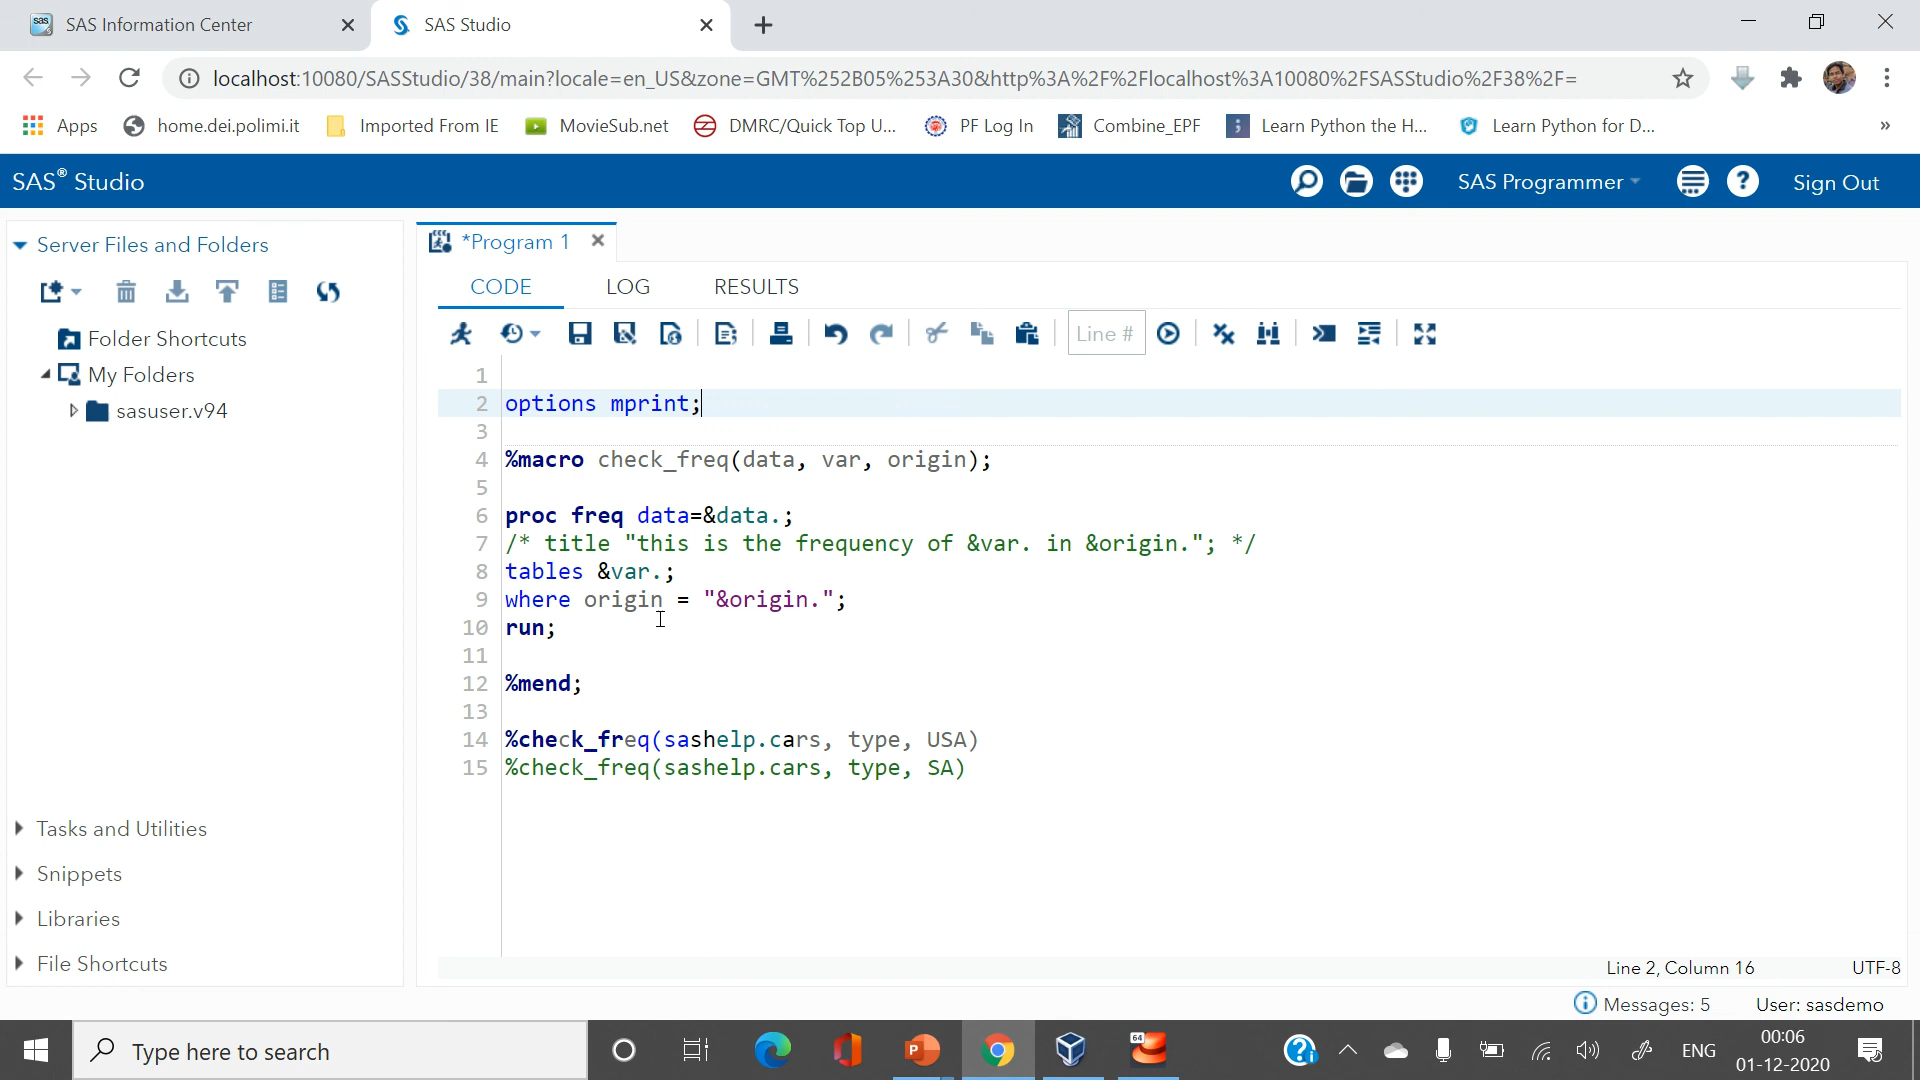 SAS Information Center
SAS Studio
localhost:10080/SASStudio/38/main?locale=en_US&zone=GMT%252B05%253A30&http%3A%2F%2Flocalhost%3A10080%2FSASStudio%2F38%2F=
Apps home.dei.polimi.it Imported From IE MovieSub.net DMRC/Quick Top U... PF Log In Combine_EPF Learn Python the H... Learn Python for D... »
SAS® Studio SAS Programmer Sign Out
Server Files and Folders
Folder Shortcuts
My Folders
sasuser.v94
Tasks and Utilities
Snippets
Libraries
File Shortcuts
*Program 1
CODE LOG RESULTS
Line #
1
2 options mprint;
3
4 %macro check_freq(data, var, origin);
5
6 proc freq data=&data.;
7 /* title "this is the frequency of &var. in &origin."; */
8 tables &var.;
9 where origin = "&origin.";
10 run;
11
12 %mend;
13
14 %check_freq(sashelp.cars, type, USA)
15 %check_freq(sashelp.cars, type, SA)
Line 2, Column 16 UTF-8
Messages: 5 User: sasdemo
Type here to search
ENG
00:06
01-12-2020